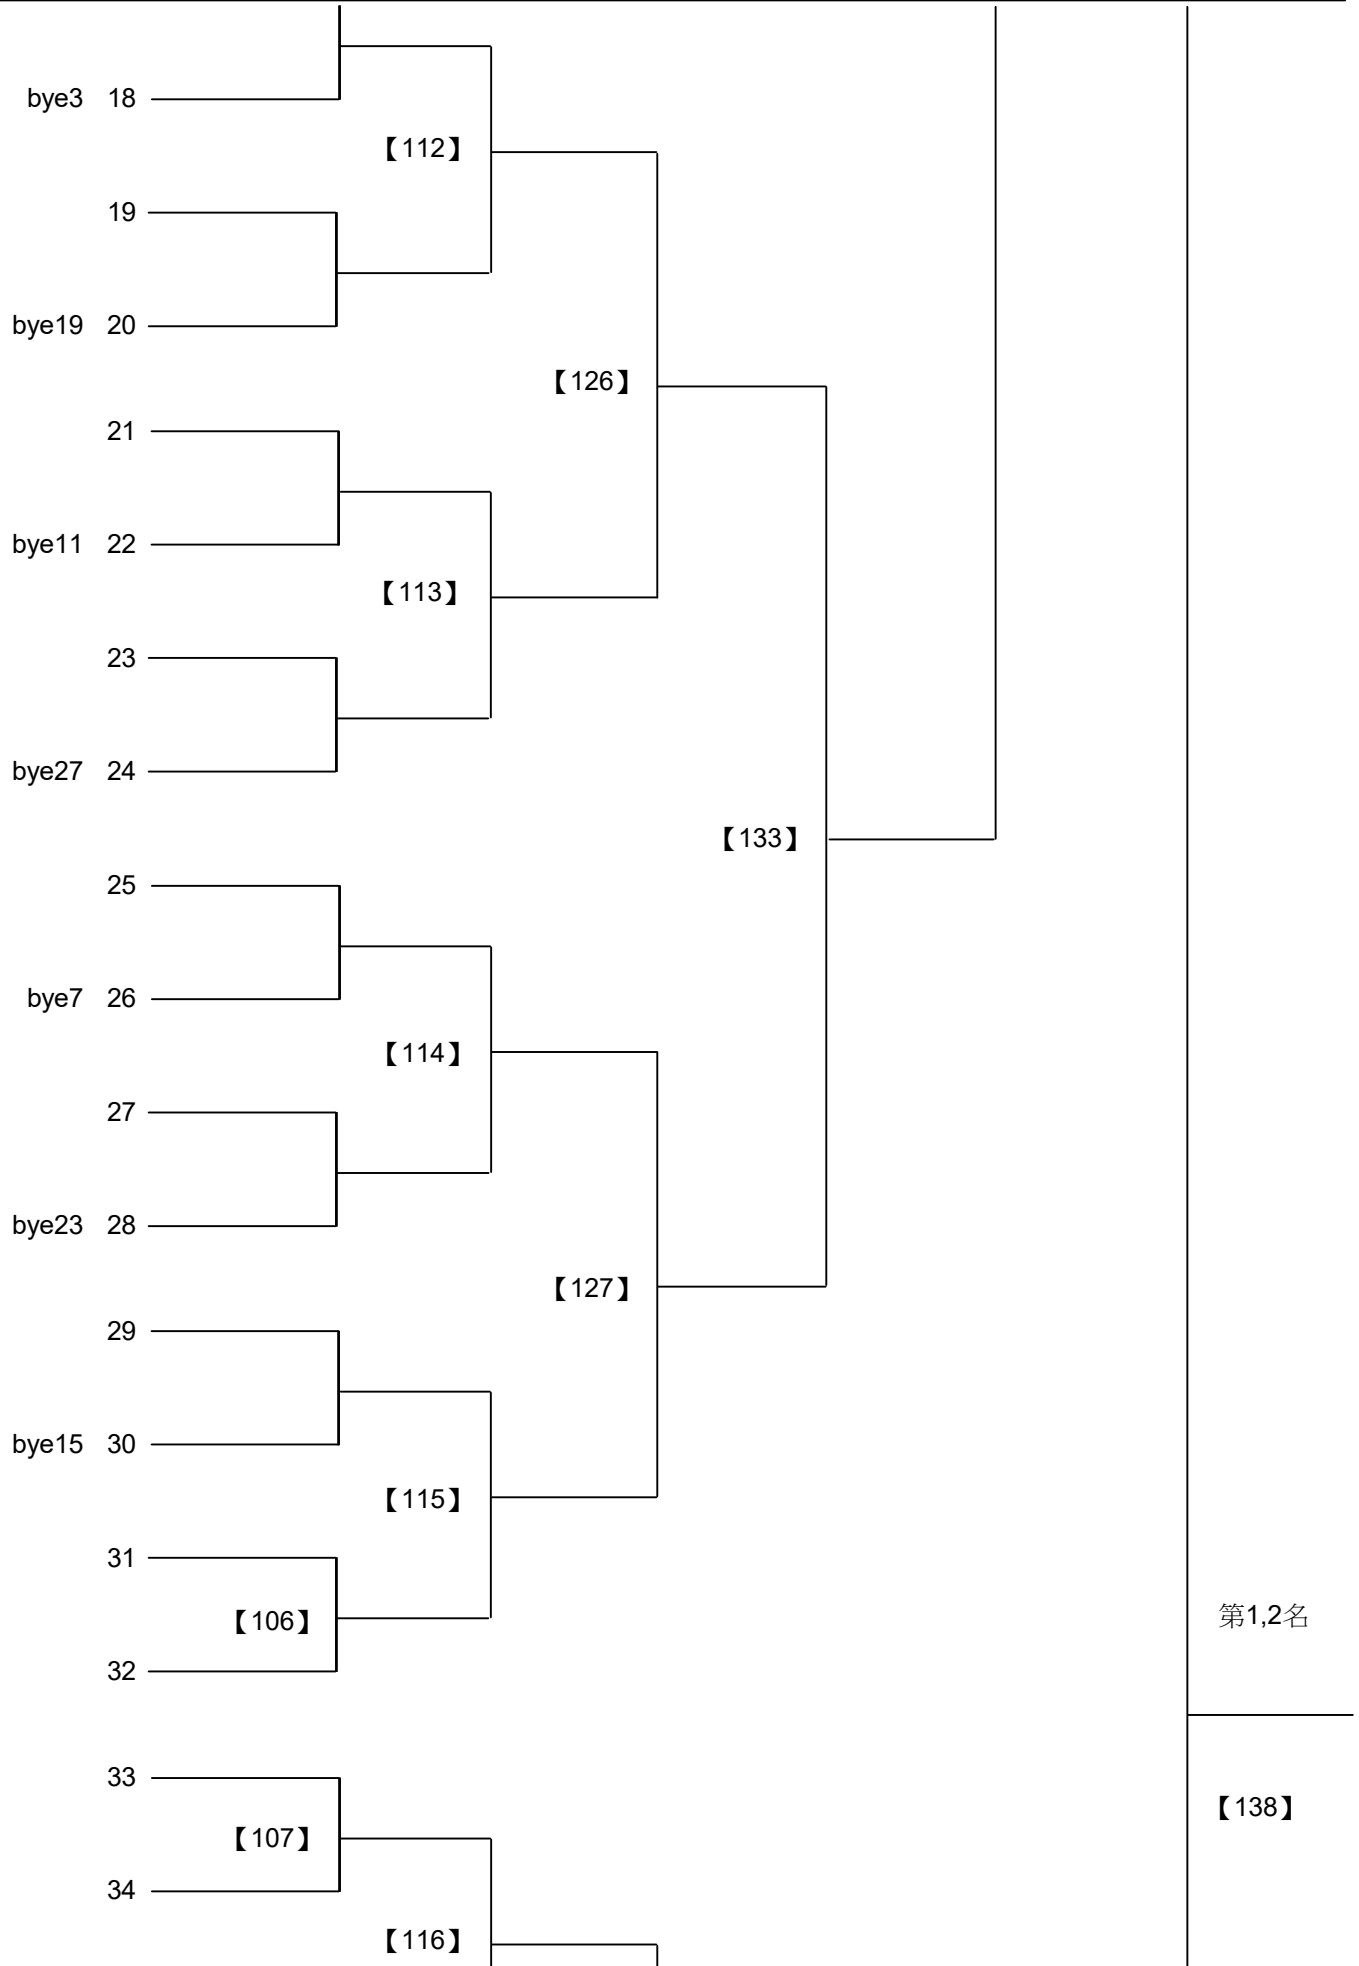 bye3 18
【112】
19
bye19 20
【126】
21
bye11 22
【113】
23
bye27 24
【133】
25
bye7 26
【114】
27
bye23 28
【127】
29
bye15 30
【115】
31
【106】
第1,2名
32
33
【138】
【107】
34
【116】